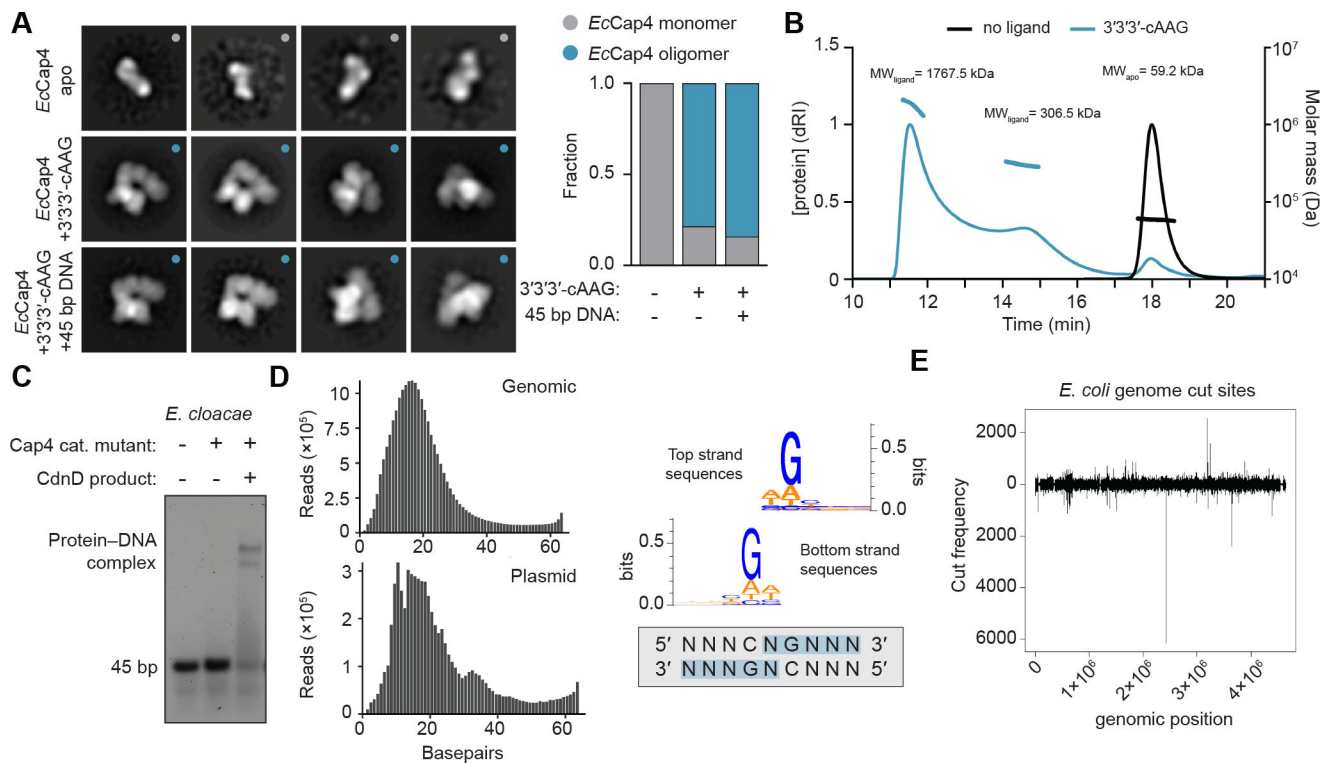 A
EcCap4
apo
EcCap4
+3′3′3′-cAAG
EcCap4
+3′3′3′-cAAG
+45 bp DNA
EcCap4 monomer
EcCap4 oligomer
1.0
0.5
0.0
Fraction
3′3′3′-cAAG: - + +
45 bp DNA: - - +
B
no ligand 3′3′3′-cAAG
1.5
1
0.5
0
[protein] (dRI)
MWligand= 1767.5 kDa
MWligand= 306.5 kDa
MWapo= 59.2 kDa
10⁷
10⁶
10⁵
10⁴
Molar mass (Da)
10 12 14 16 18 20
Time (min)
C
E. cloacae
Cap4 cat. mutant: - + +
CdnD product: - - +
Protein–DNA
complex
45 bp
D
Genomic
10
7.5
5
2.5
0
Reads (×10⁵)
0 20 40 60
Plasmid
3
2
1
0
Reads (×10⁵)
0 20 40 60
Basepairs
Top strand
sequences
0.5
0.0
bits
0.5
0.0
bits
Bottom strand
sequences
5′ N N N C N G N N N 3′
3′ N N N G N C N N N 5′
E
E. coli genome cut sites
2000
0
2000
4000
6000
Cut frequency
0 1×10⁶ 2×10⁶ 3×10⁶ 4×10⁶
genomic position